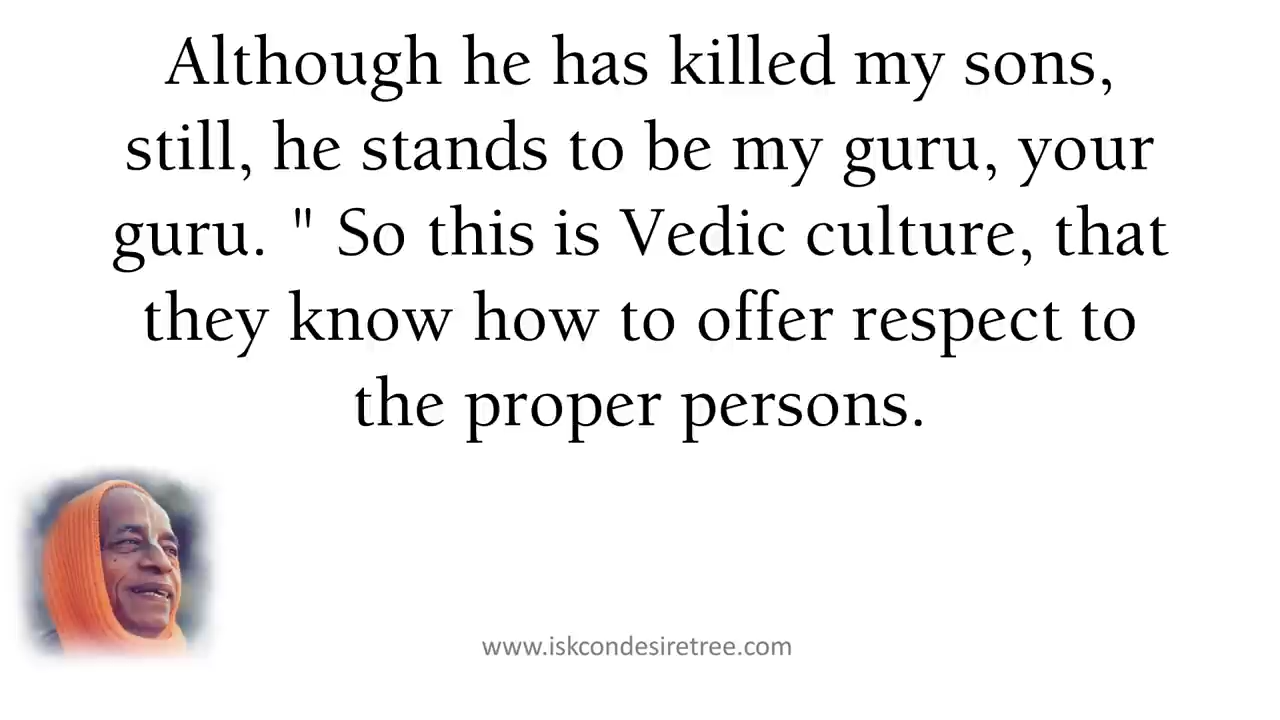 Although he has killed my sons,
still, he stands to be my guru, your
guru. " So this is Vedic culture, that
they know how to offer respect to
the proper persons.
www.iskcondesiretree.com